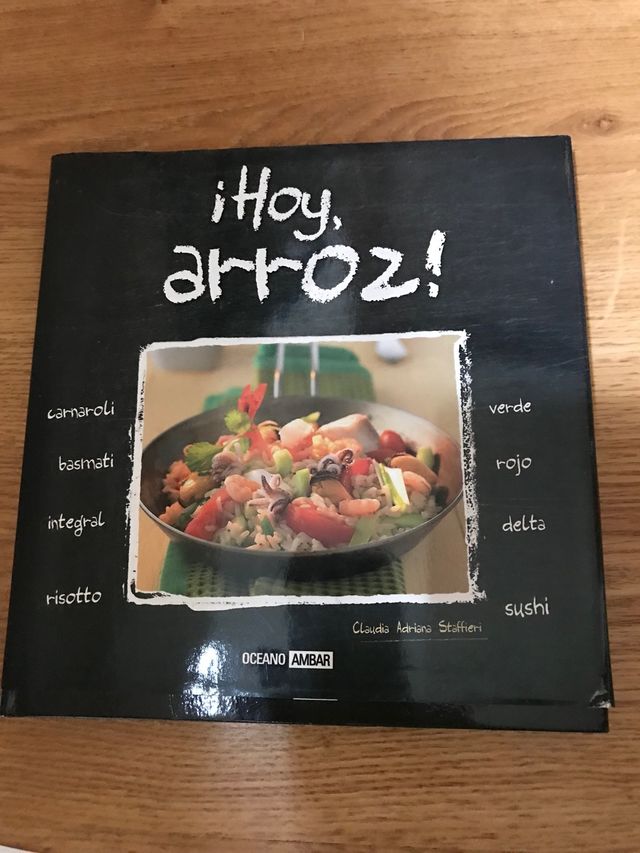 ¡Hoy,
arroz!
carnaroli
basmati
integral
risotto
verde
rojo
delta
sushi
Claudia Adriana Staffieri
OCEANO AMBAR